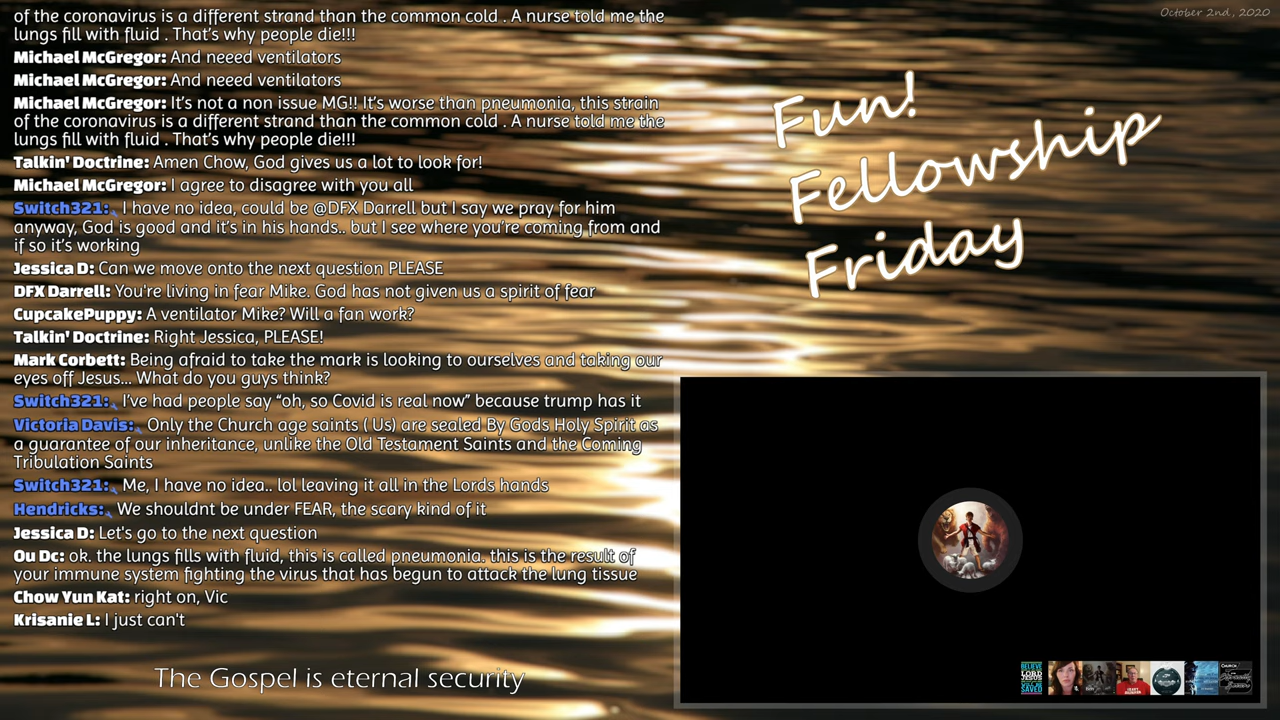 of the coronavirus is a different strand than the common cold . A nurse told me the
lungs fill with fluid . That's why people die!!!
Michael McGregor: And neeed ventilators
Michael McGregor: And neeed ventilators
Michael McGregor: It's not a non issue MG!! It's worse than pneumonia, this strain
of the coronavirus is a different strand than the common cold . A nurse told me the
lungs fill with fluid . That's why people die!!!
Talkin' Doctrine: Amen Chow, God gives us a lot to look for!
Michael McGregor: I agree to disagree with you all
Switch321: I have no idea, could be @DFX Darrell but I say we pray for him
anyway, God is good and it's in his hands.. but I see where you're coming from and
if so it's working
Jessica D: Can we move onto the next question PLEASE
DFX Darrell: You're living in fear Mike. God has not given us a spirit of fear
CupcakePuppy: A ventilator Mike? Will a fan work?
Talkin' Doctrine: Right Jessica, PLEASE!
Mark Corbett: Being afraid to take the mark is looking to ourselves and taking our
eyes off Jesus... What do you guys think?
Switch321: I've had people say “oh, so Covid is real now” because trump has it
Victoria Davis: Only the Church age saints ( Us) are sealed By Gods Holy Spirit as
a guarantee of our inheritance, unlike the Old Testament Saints and the Coming
Tribulation Saints
Switch321: Me, I have no idea.. lol leaving it all in the Lords hands
Hendricks: We shouldnt be under FEAR, the scary kind of it
Jessica D: Let's go to the next question
Ou Dc: ok. the lungs fills with fluid, this is called pneumonia. this is the result of
your immune system fighting the virus that has begun to attack the lung tissue
Chow Yun Kat: right on, Vic
Krisanie L: I just can't
The Gospel is eternal security
October 2nd, 2020
Fun!
Fellowship
Friday
BELIEVE
LORD
JESUS
SAVED